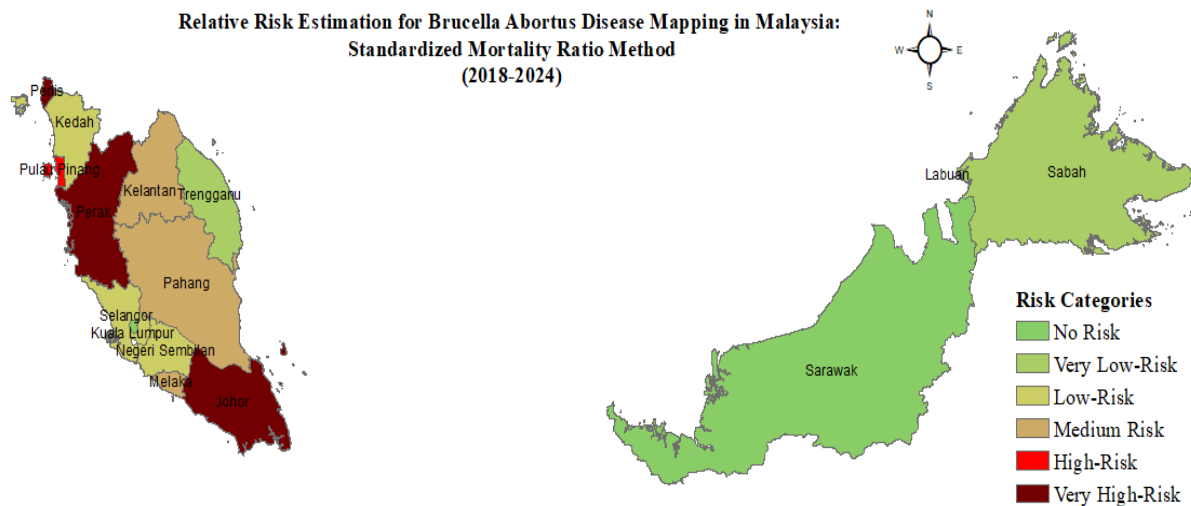 Relative Risk Estimation for Brucella Abortus Disease Mapping in Malaysia:
Standardized Mortality Ratio Method
(2018-2024)
N
W
E
S
Perlis
Kedah
Pulau Pinang
Perak
Kelantan
Trengganu
Pahang
Selangor
Kuala Lumpur
Negeri Sembilan
Melaka
Johor
Labuan
Sabah
Sarawak
Risk Categories
No Risk
Very Low-Risk
Low-Risk
Medium Risk
High-Risk
Very High-Risk